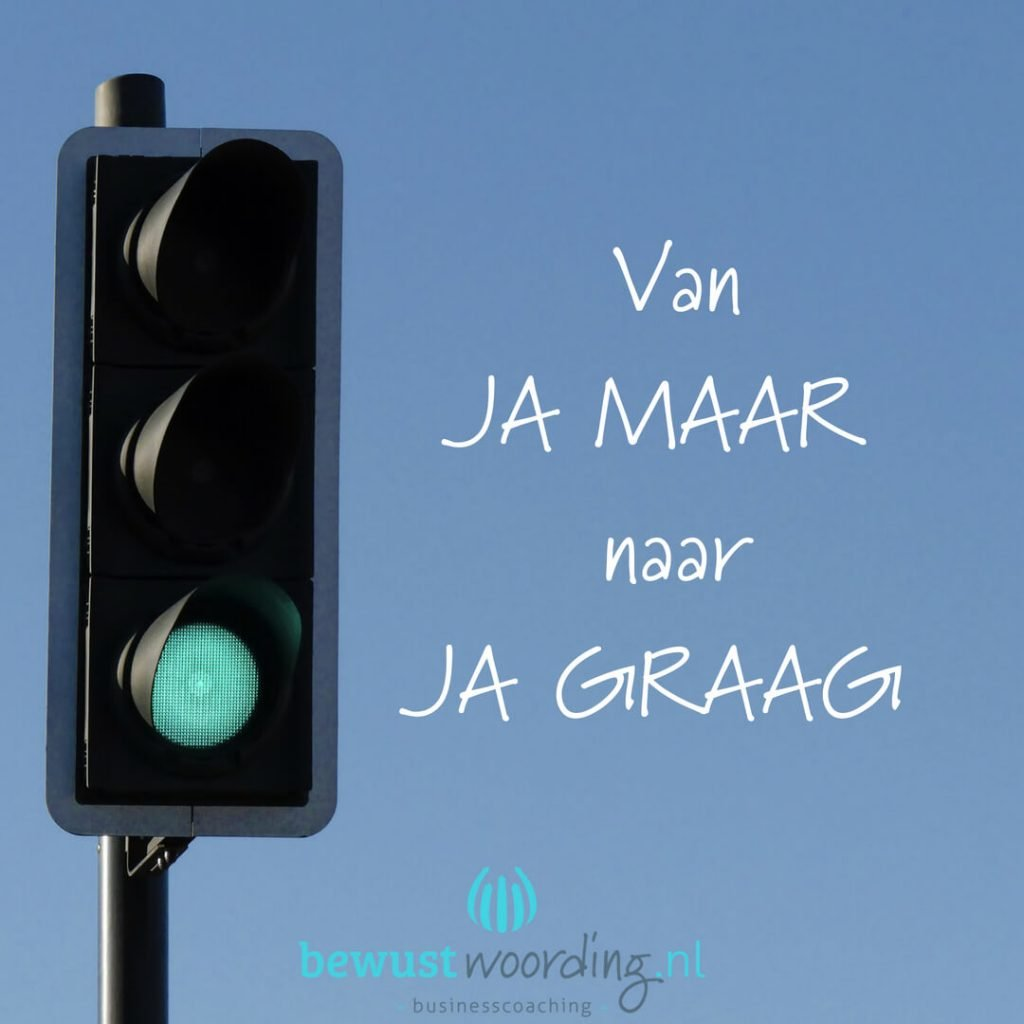 Van
JA MAAR
naar
JA GRAAG
bewustwoording.nl
- businesscoaching -